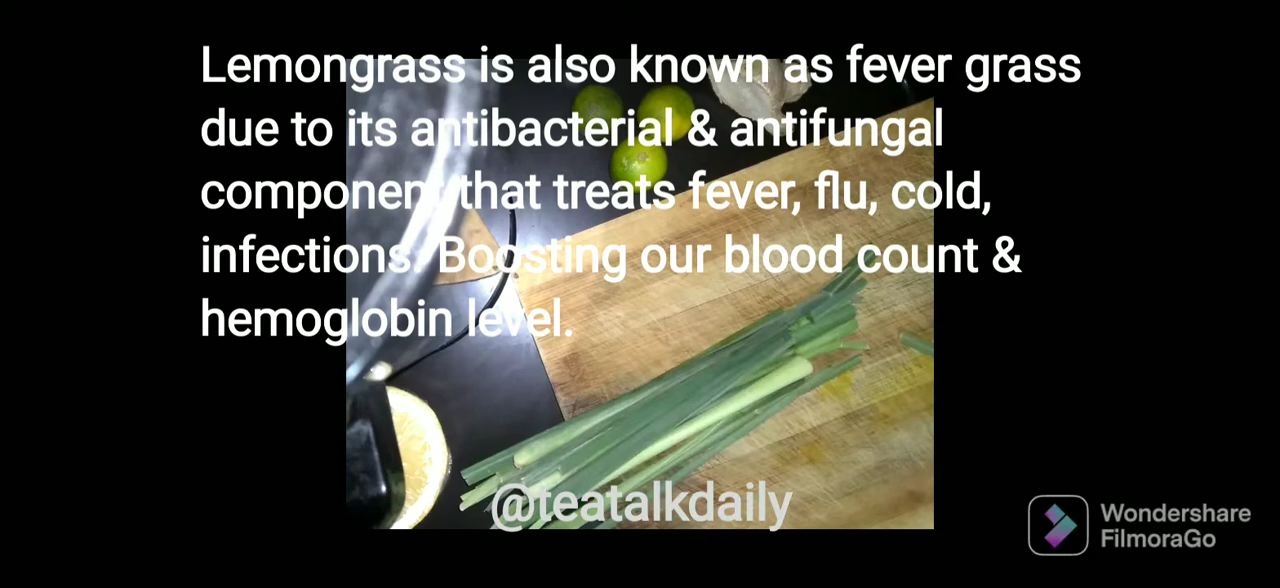 Lemongrass is also known as fever grass
due to its antibacterial & antifungal
component that treats fever, flu, cold,
infections. Boosting our blood count &
hemoglobin level.
@teatalkdaily
Wondershare
FilmoraGo